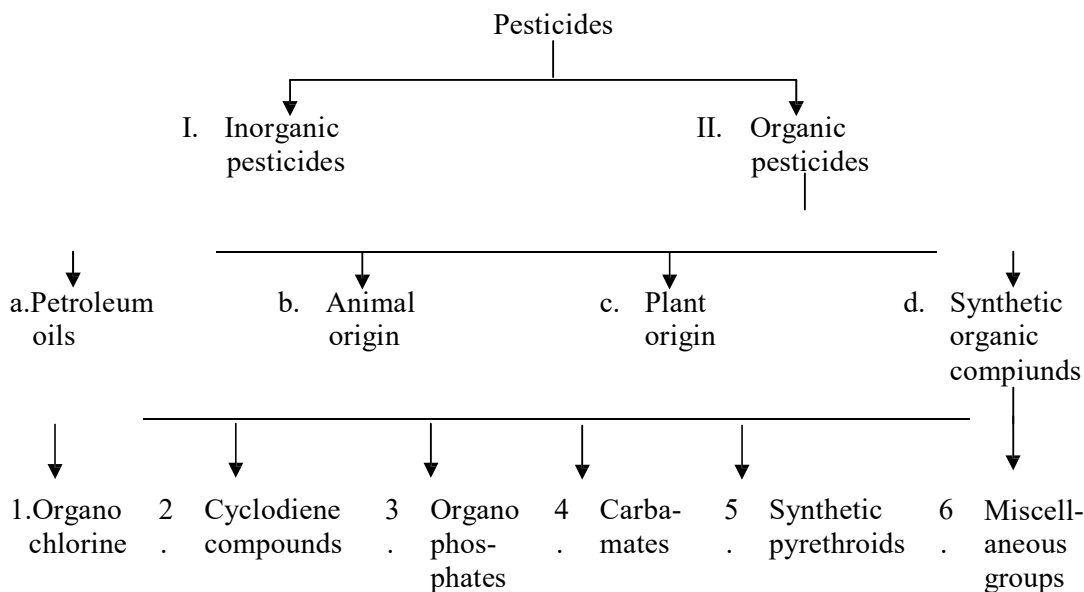 Pesticides
I. Inorganic pesticides
II. Organic pesticides
a.Petroleum oils
b. Animal origin
c. Plant origin
d. Synthetic organic compiunds
1.Organo chlorine
2 . Cyclodiene compounds
3 . Organo phos- phates
4 . Carba- mates
5 . Synthetic pyrethroids
6 . Miscell- aneous groups